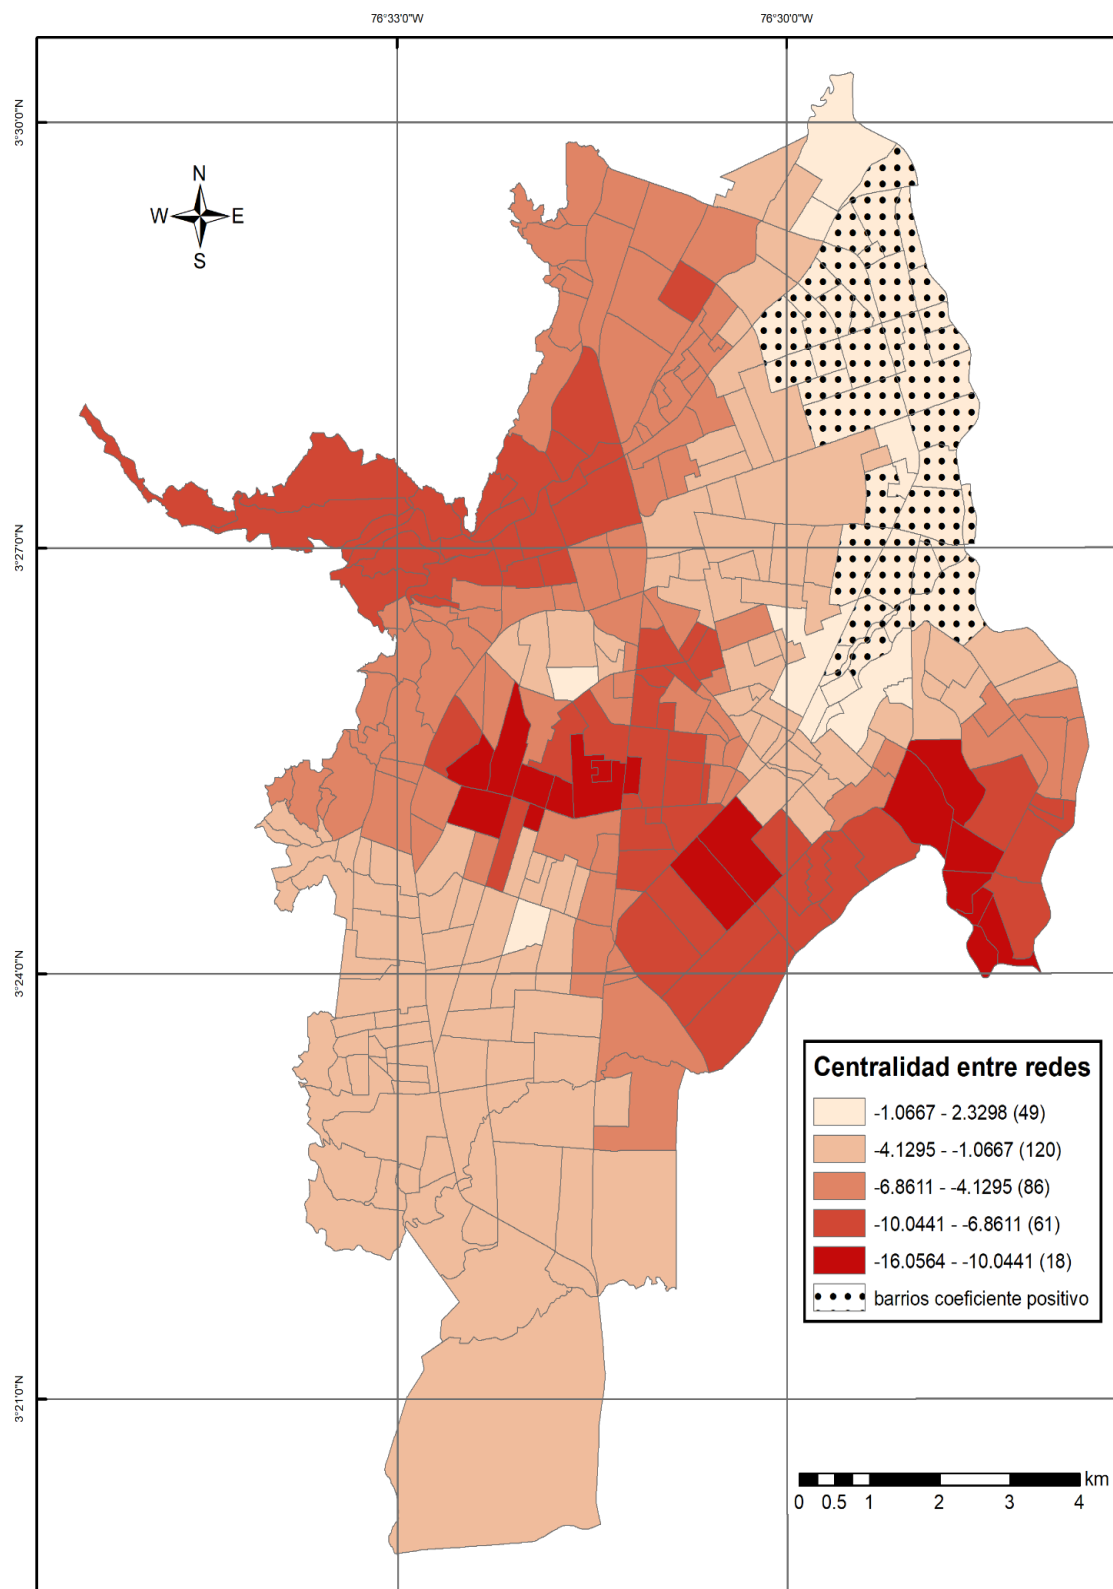 76°33'0"W
76°30'0"W
3°30'0"N
N
W E
S
3°27'0"N
3°24'0"N
Centralidad entre redes
-1.0667 - 2.3298 (49)
-4.1295 - -1.0667 (120)
-6.8611 - -4.1295 (86)
-10.0441 - -6.8611 (61)
-16.0564 - -10.0441 (18)
barrios coeficiente positivo
3°21'0"N
km
0 0.5 1 2 3 4